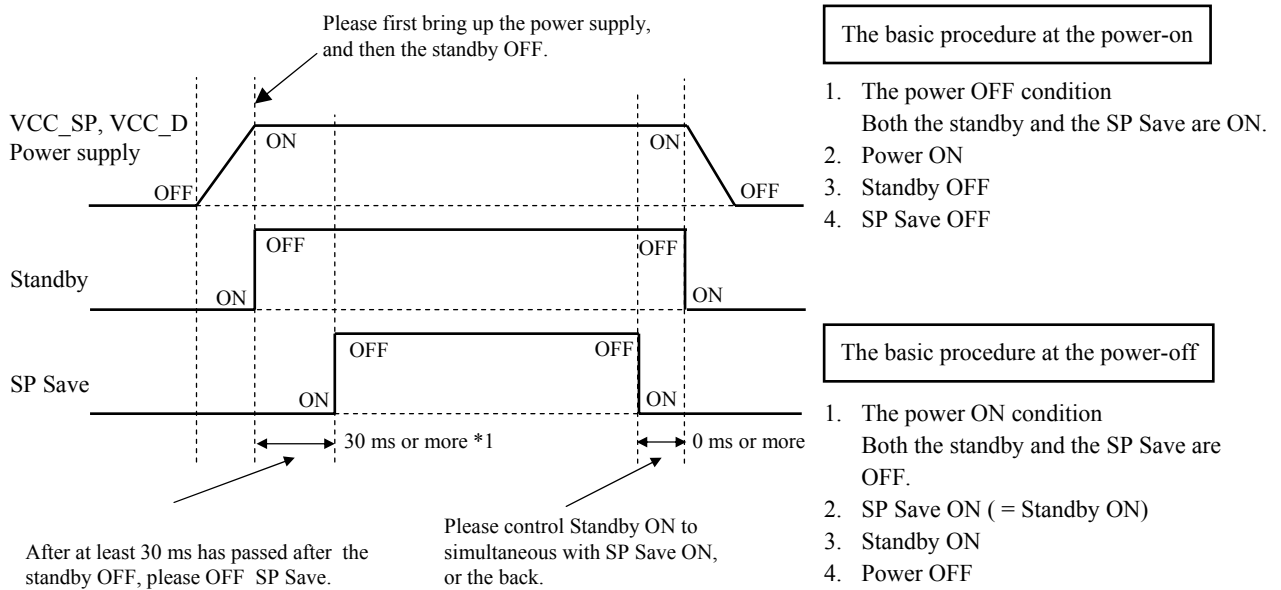 Please first bring up the power supply,
and then the standby OFF.
VCC_SP, VCC_D
Power supply
OFF
ON
ON
OFF
Standby
ON
OFF
OFF
ON
SP Save
ON
OFF
OFF
ON
30 ms or more *1
0 ms or more
After at least 30 ms has passed after the
standby OFF, please OFF SP Save.
Please control Standby ON to
simultaneous with SP Save ON,
or the back.
The basic procedure at the power-on
1. The power OFF condition
Both the standby and the SP Save are ON.
2. Power ON
3. Standby OFF
4. SP Save OFF
The basic procedure at the power-off
1. The power ON condition
Both the standby and the SP Save are
OFF.
2. SP Save ON ( = Standby ON)
3. Standby ON
4. Power OFF